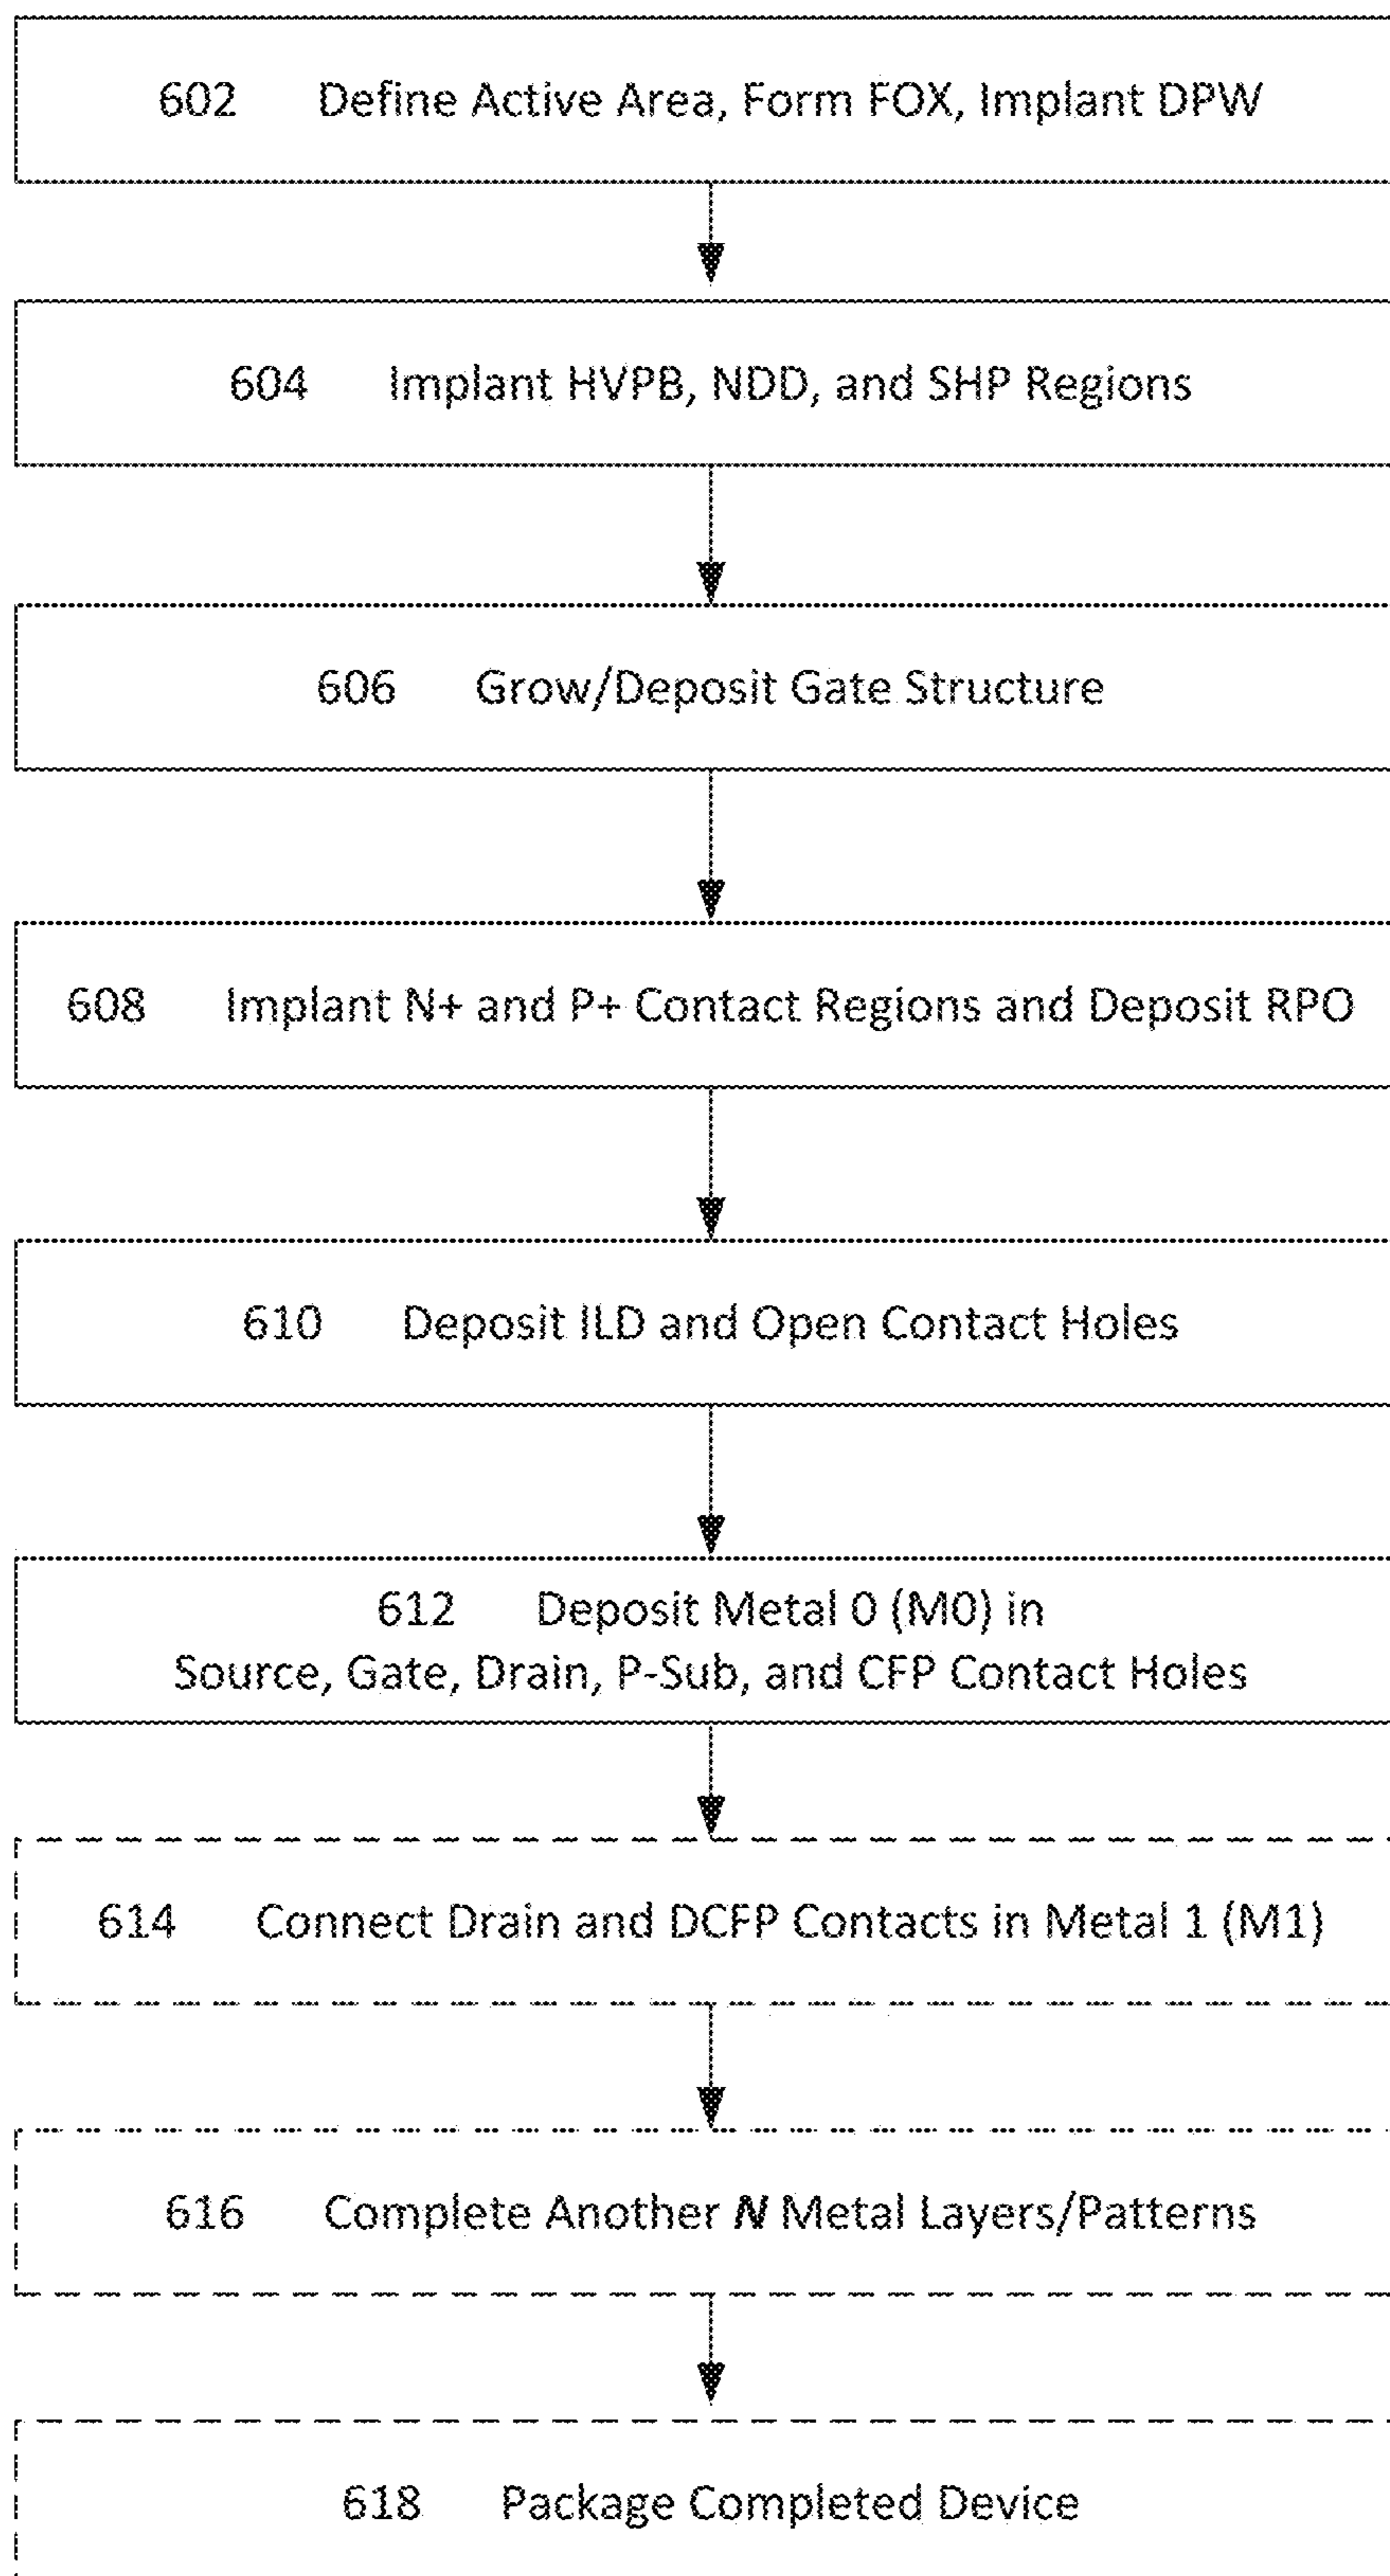 602 Define Active Area, Form FOX, Implant DPW
604 Implant HVPB, NDD, and SHP Regions
606 Grow/Deposit Gate Structure
608 Implant N+ and P+ Contact Regions and Deposit RPO
610 Deposit ILD and Open Contact Holes
612 Deposit Metal 0 (M0) in
Source, Gate, Drain, P-Sub, and CFP Contact Holes
614 Connect Drain and DCFP Contacts in Metal 1 (M1)
616 Complete Another N Metal Layers/Patterns
618 Package Completed Device